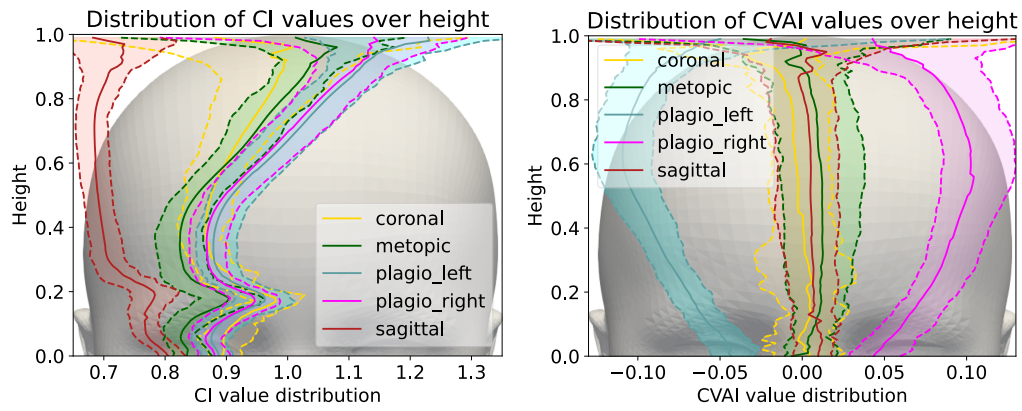 Distribution of CI values over height
Height
1.0
0.8
0.6
0.4
0.2
0.0
coronal
metopic
plagio_left
plagio_right
sagittal
0.7 0.8 0.9 1.0 1.1 1.2 1.3
CI value distribution
Distribution of CVAI values over height
Height
1.0
0.8
0.6
0.4
0.2
0.0
coronal
metopic
plagio_left
plagio_right
sagittal
−0.10 −0.05 0.00 0.05 0.10
CVAI value distribution